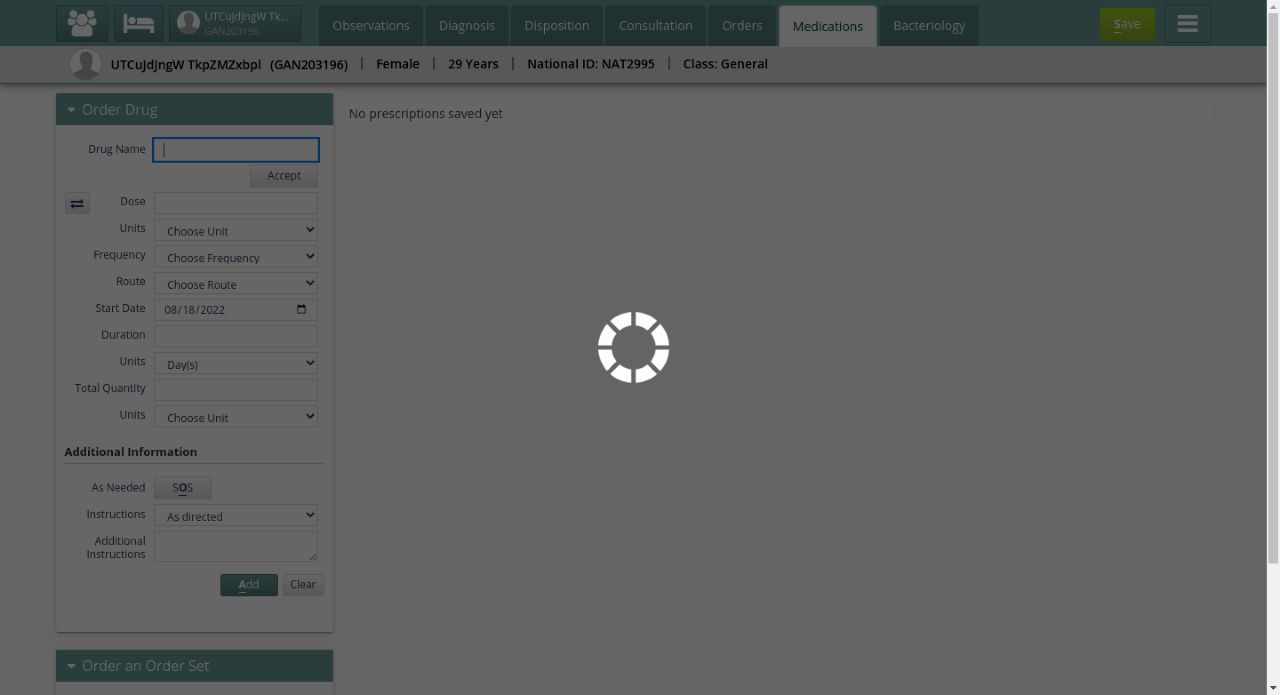 UTCuJdJngW Tk...
GAN203196
Observations
Diagnosis
Disposition
Consultation
Orders
Medications
Bacteriology
Save
UTCuJdJngW TkpZMZxbpl (GAN203196) | Female | 29 Years | National ID: NAT2995 | Class: General
Order Drug
No prescriptions saved yet
Drug Name
Accept
Dose
Units Choose Unit
Frequency Choose Frequency
Route Choose Route
Start Date 08/18/2022
Duration
Units Day(s)
Total Quantity
Units Choose Unit
Additional Information
As Needed SOS
Instructions As directed
Additional
Instructions
Add Clear
Order an Order Set